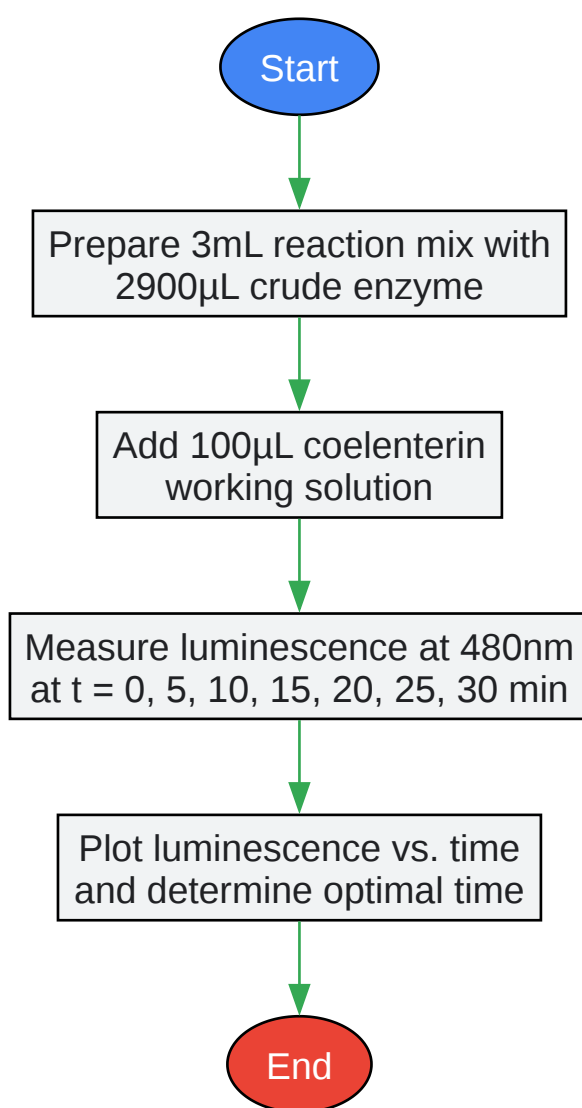 Start
Prepare 3mL reaction mix with
2900µL crude enzyme
Add 100µL coelenterin
working solution
Measure luminescence at 480nm
at t = 0, 5, 10, 15, 20, 25, 30 min
Plot luminescence vs. time
and determine optimal time
End